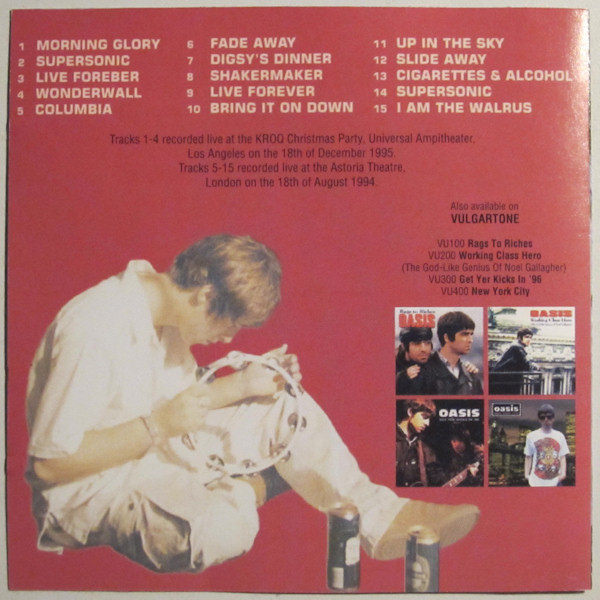 1 MORNING GLORY
2 SUPERSONIC
3 LIVE FOREBER
4 WONDERWALL
5 COLUMBIA
6 FADE AWAY
7 DIGSY'S DINNER
8 SHAKERMAKER
9 LIVE FOREVER
10 BRING IT ON DOWN
11 UP IN THE SKY
12 SLIDE AWAY
13 CIGARETTES & ALCOHOL
14 SUPERSONIC
15 I AM THE WALRUS
Tracks 1-4 recorded live at the KROQ Christmas Party, Universal Ampitheater,
Los Angeles on the 18th of December 1995.
Tracks 5-15 recorded live at the Astoria Theatre,
London on the 18th of August 1994.
Also available on
VULGARTONE
VU100 Rags To Riches
VU200 Working Class Hero
(The God-Like Genius Of Noel Gallagher)
VU300 Get Yer Kicks In '96
VU400 New York City
Rags to Riches
OASIS
OASIS
Working Class Hero
OASIS
oasis